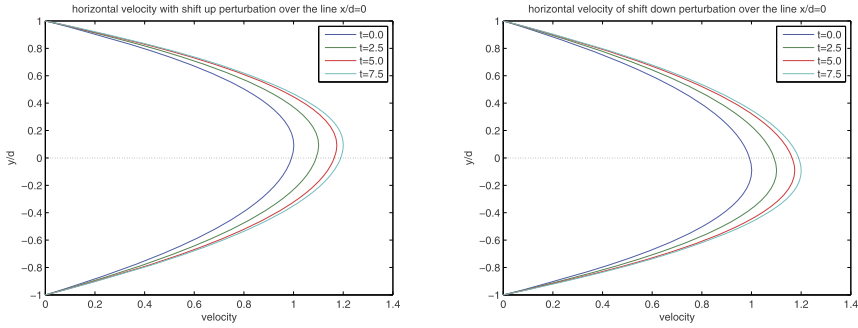 horizontal velocity with shift up perturbation over the line x/d=0
1
0.8
0.6
0.4
0.2
0
−0.2
−0.4
−0.6
−0.8
−1
y/d
0
0.2
0.4
0.6
0.8
1
1.2
1.4
velocity
t=0.0
t=2.5
t=5.0
t=7.5
horizontal velocity of shift down perturbation over the line x/d=0
1
0.8
0.6
0.4
0.2
0
−0.2
−0.4
−0.6
−0.8
−1
y/d
0
0.2
0.4
0.6
0.8
1
1.2
1.4
velocity
t=0.0
t=2.5
t=5.0
t=7.5